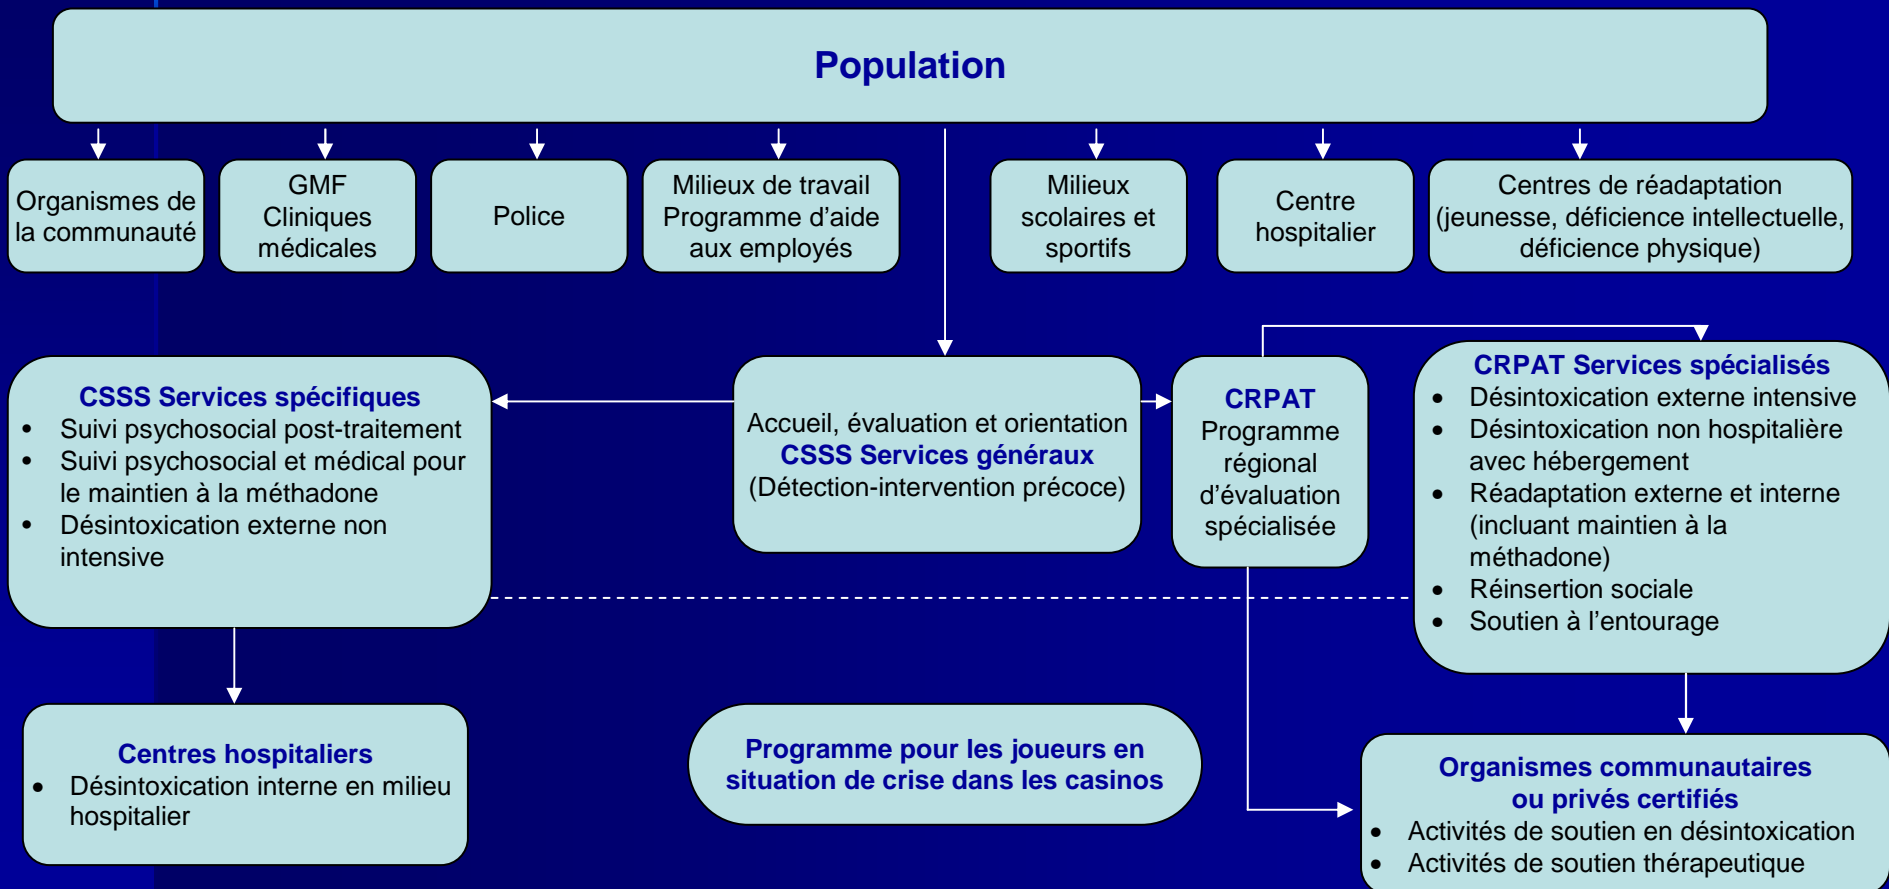 Population
Organismes de
la communauté
GMF
Cliniques
médicales
Police
Milieux de travail
Programme d’aide
aux employés
Milieux
scolaires et
sportifs
Centre
hospitalier
Centres de réadaptation
(jeunesse, déficience intellectuelle,
déficience physique)
CSSS Services spécifiques
• Suivi psychosocial post-traitement
• Suivi psychosocial et médical pour
le maintien à la méthadone
• Désintoxication externe non
intensive
Accueil, évaluation et orientation
CSSS Services généraux
(Détection-intervention précoce)
CRPAT
Programme
régional
d’évaluation
spécialisée
CRPAT Services spécialisés
• Désintoxication externe intensive
• Désintoxication non hospitalière
avec hébergement
• Réadaptation externe et interne
(incluant maintien à la
méthadone)
• Réinsertion sociale
• Soutien à l’entourage
Centres hospitaliers
• Désintoxication interne en milieu
hospitalier
Programme pour les joueurs en
situation de crise dans les casinos
Organismes communautaires
ou privés certifiés
• Activités de soutien en désintoxication
• Activités de soutien thérapeutique